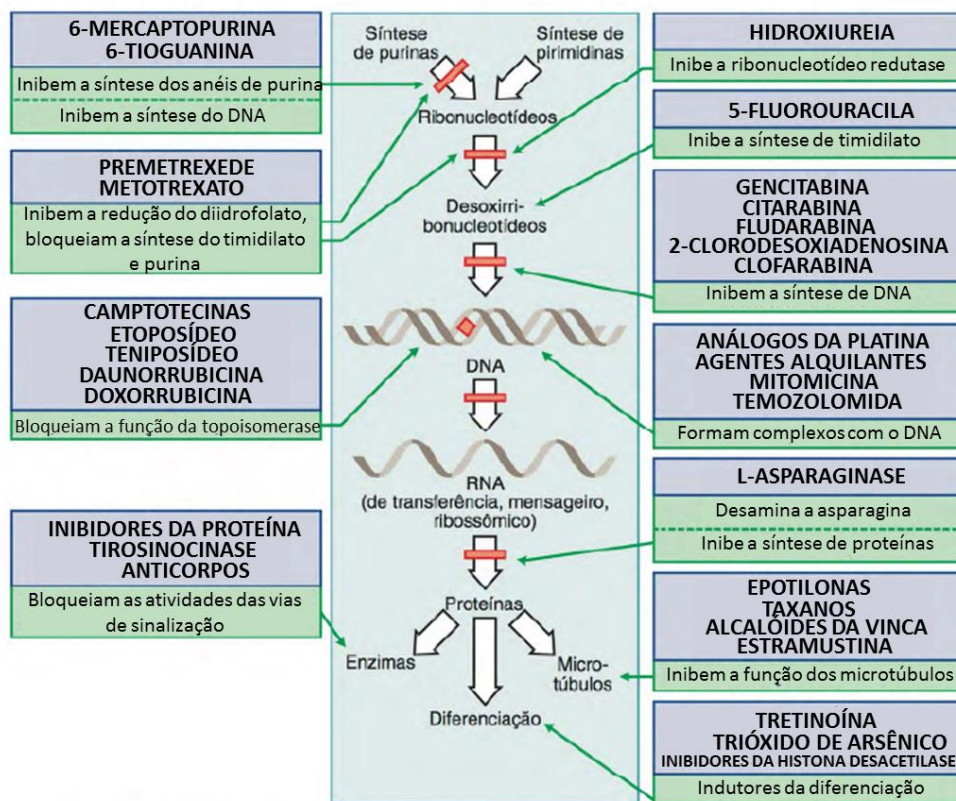 6-MERCAPTOPURINA
6-TIOGUANINA
Inibem a síntese dos anéis de purina
Inibem a síntese do DNA
PREMETREXEDE
METOTREXATO
Inibem a redução do diidrofolato,
bloqueiam a síntese do timidilato
e purina
CAMPTOTECINAS
ETOPOSÍDEO
TENIPOSÍDEO
DAUNORRUBICINA
DOXORRUBICINA
Bloqueiam a função da topoisomerase
INIBIDORES DA PROTEÍNA
TIROSINOCINASE
ANTICORPOS
Bloqueiam as atividades das vias
de sinalização
Síntese
de purinas
Síntese de
pirimidinas
Ribonucleotídeos
Desoxirri-
bonucleotídeos
DNA
RNA
(de transferência, mensageiro,
ribossômico)
Proteínas
Enzimas
Micro-
túbulos
Diferenciação
HIDROXIUREIA
Inibe a ribonucleotídeo redutase
5-FLUOROURACILA
Inibe a síntese de timidilato
GENCITABINA
CITARABINA
FLUDARABINA
2-CLORODESOXIADENOSINA
CLOFARABINA
Inibem a síntese de DNA
ANÁLOGOS DA PLATINA
AGENTES ALQUILANTES
MITOMICINA
TEMOZOLOMIDA
Formam complexos com o DNA
L-ASPARAGINASE
Desamina a asparagina
Inibe a síntese de proteínas
EPOTILONAS
TAXANOS
ALCALÓIDES DA VINCA
ESTRAMUSTINA
Inibem a função dos microtúbulos
TRETINOÍNA
TRIÓXIDO DE ARSÊNICO
INIBIDORES DA HISTONA DESACETILASE
Indutores da diferenciação